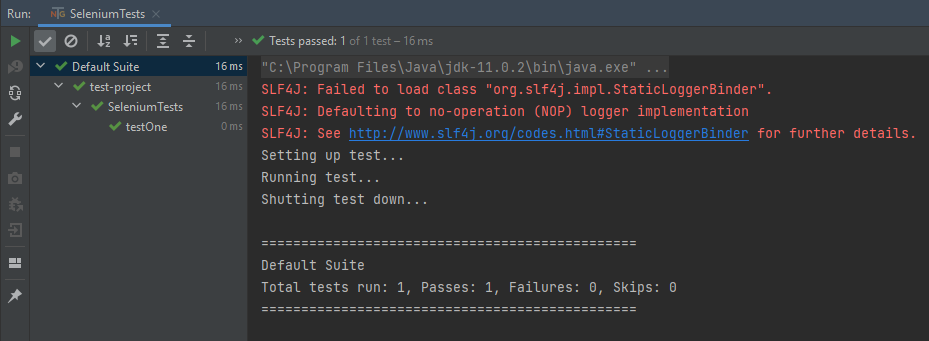 Run: SeleniumTests
Tests passed: 1 of 1 test – 16 ms
Default Suite 16 ms
test-project 16 ms
SeleniumTests 16 ms
testOne 0 ms
"C:\Program Files\Java\jdk-11.0.2\bin\java.exe" ...
SLF4J: Failed to load class "org.slf4j.impl.StaticLoggerBinder".
SLF4J: Defaulting to no-operation (NOP) logger implementation
SLF4J: See http://www.slf4j.org/codes.html#StaticLoggerBinder for further details.
Setting up test...
Running test...
Shutting test down...
===============================================
Default Suite
Total tests run: 1, Passes: 1, Failures: 0, Skips: 0
===============================================